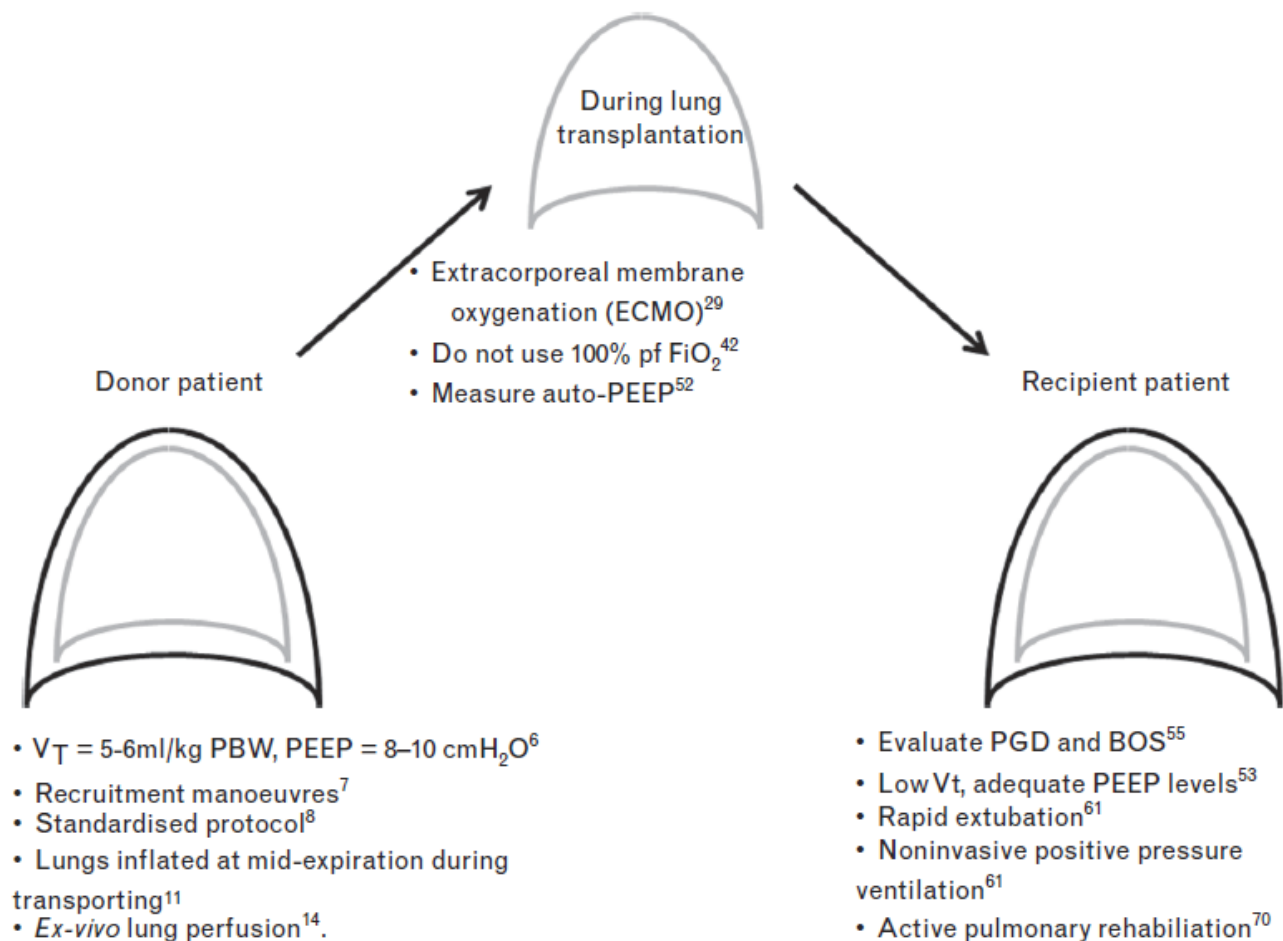 During lung
transplantation
• Extracorporeal membrane
oxygenation (ECMO)29
• Do not use 100% pf FiO2 42
• Measure auto-PEEP52
Donor patient
• VT = 5-6ml/kg PBW, PEEP = 8–10 cmH2O6
• Recruitment manoeuvres7
• Standardised protocol8
• Lungs inflated at mid-expiration during
transporting11
• Ex-vivo lung perfusion14.
Recipient patient
• Evaluate PGD and BOS55
• Low Vt, adequate PEEP levels53
• Rapid extubation61
• Noninvasive positive pressure
ventilation61
• Active pulmonary rehabiliation70